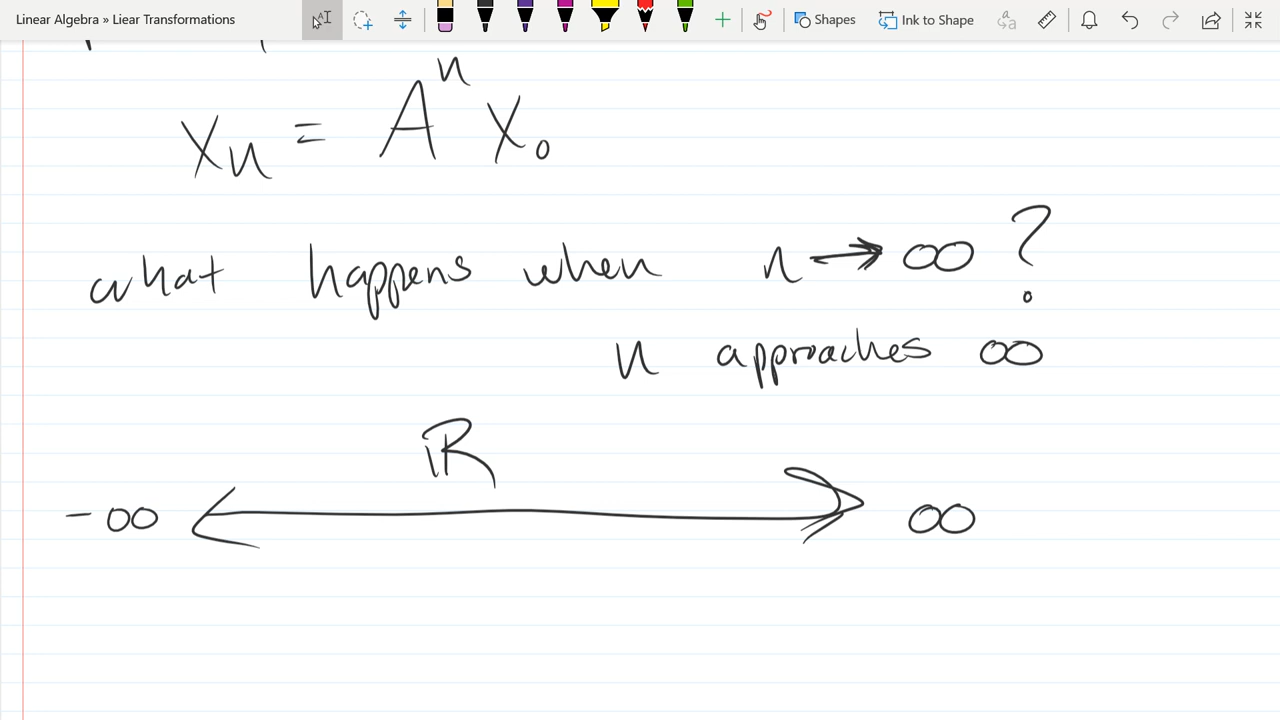 Linear Algebra » Liear Transformations
Shapes
Ink to Shape
xn = A^n x0
what happens when n → ∞ ?
n approaches ∞
ℝ
-∞ ∞